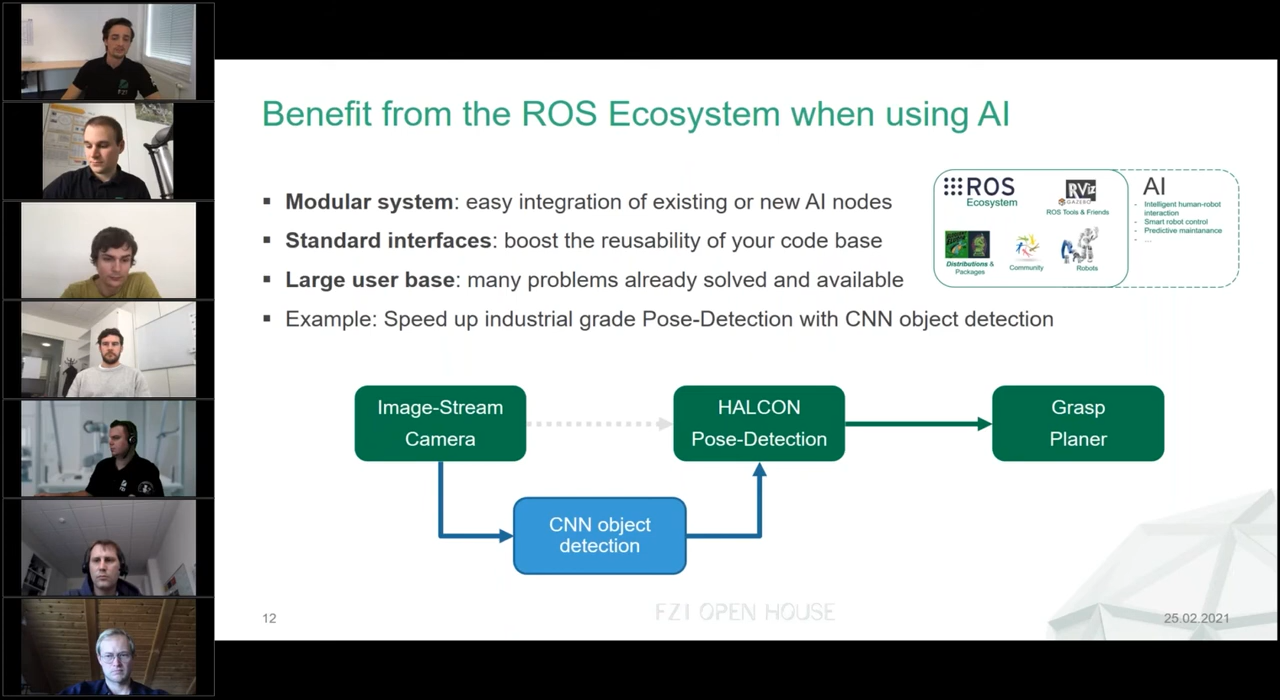 Benefit from the ROS Ecosystem when using AI
▪ Modular system: easy integration of existing or new AI nodes
▪ Standard interfaces: boost the reusability of your code base
▪ Large user base: many problems already solved and available
▪ Example: Speed up industrial grade Pose-Detection with CNN object detection
ROS
Ecosystem
RViz
GAZEBO
ROS Tools & Friends
Distributions &
Packages
Community
Robots
AI
- Intelligent human-robot
interaction
- Smart robot control
- Predictive maintanance
- ...
Image-Stream
Camera
HALCON
Pose-Detection
Grasp
Planer
CNN object
detection
12
FZI OPEN HOUSE
25.02.2021